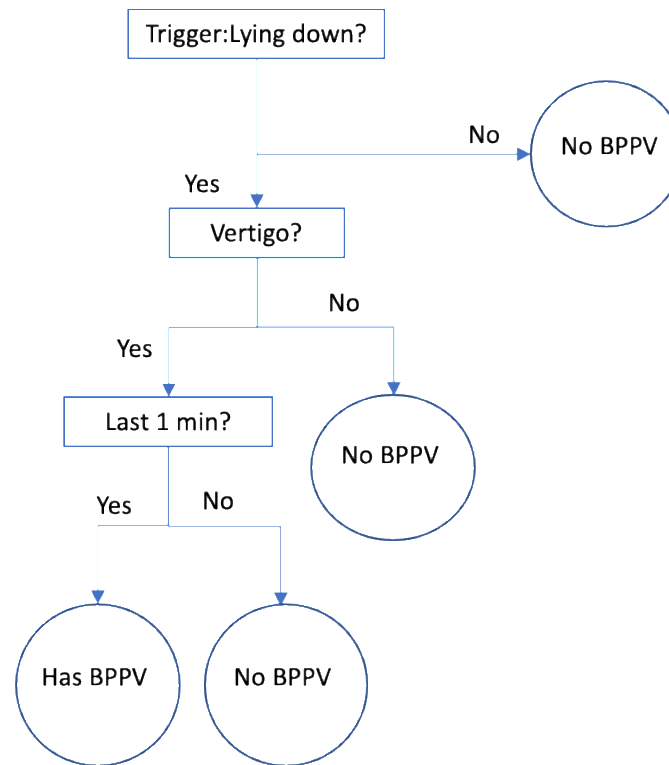 Trigger:Lying down?
No
No BPPV
Yes
Vertigo?
No
Yes
Last 1 min?
No BPPV
Yes
No
Has BPPV
No BPPV